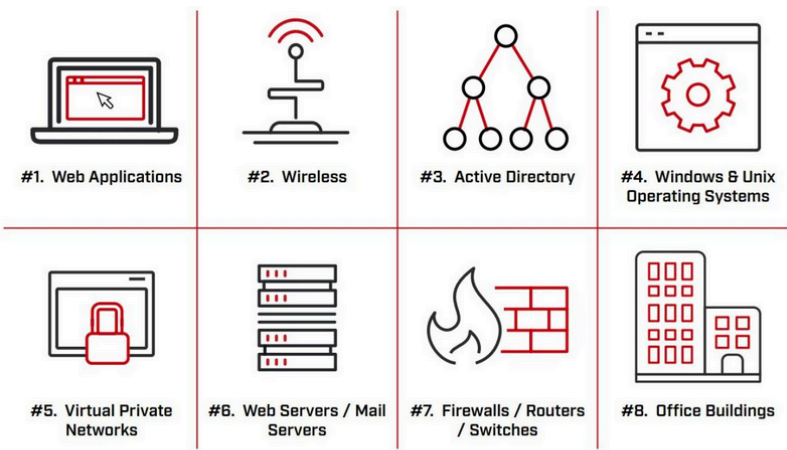 #1. Web Applications
#2. Wireless
#3. Active Directory
#4. Windows & Unix
Operating Systems
#5. Virtual Private
Networks
#6. Web Servers / Mail
Servers
#7. Firewalls / Routers
/ Switches
#8. Office Buildings